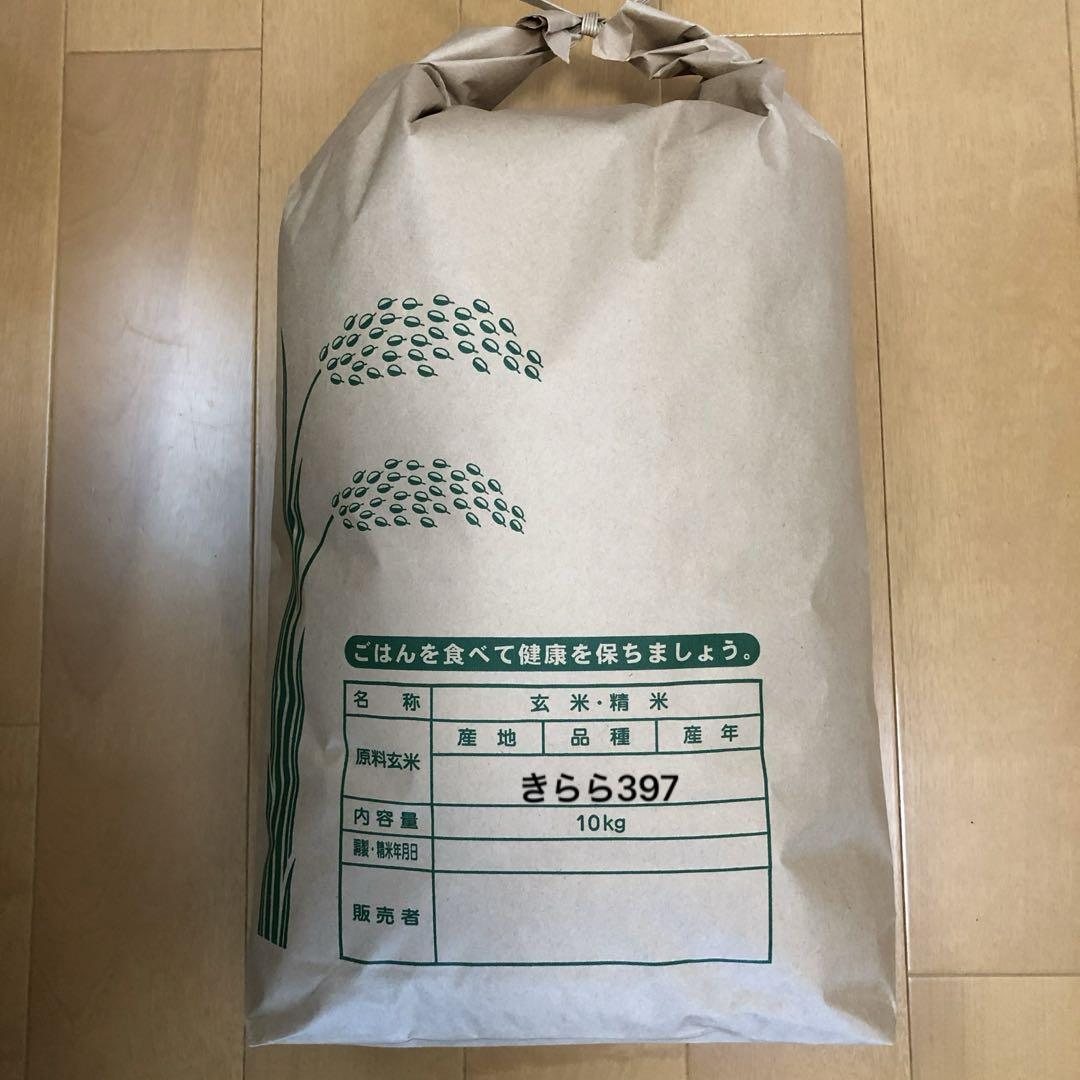 ごはんを食べて健康を保ちましょう。
名称 玄米・精米
原料玄米 産地 品種 産年
きらら397
内容量 10kg
調製・精米年月日
販売者